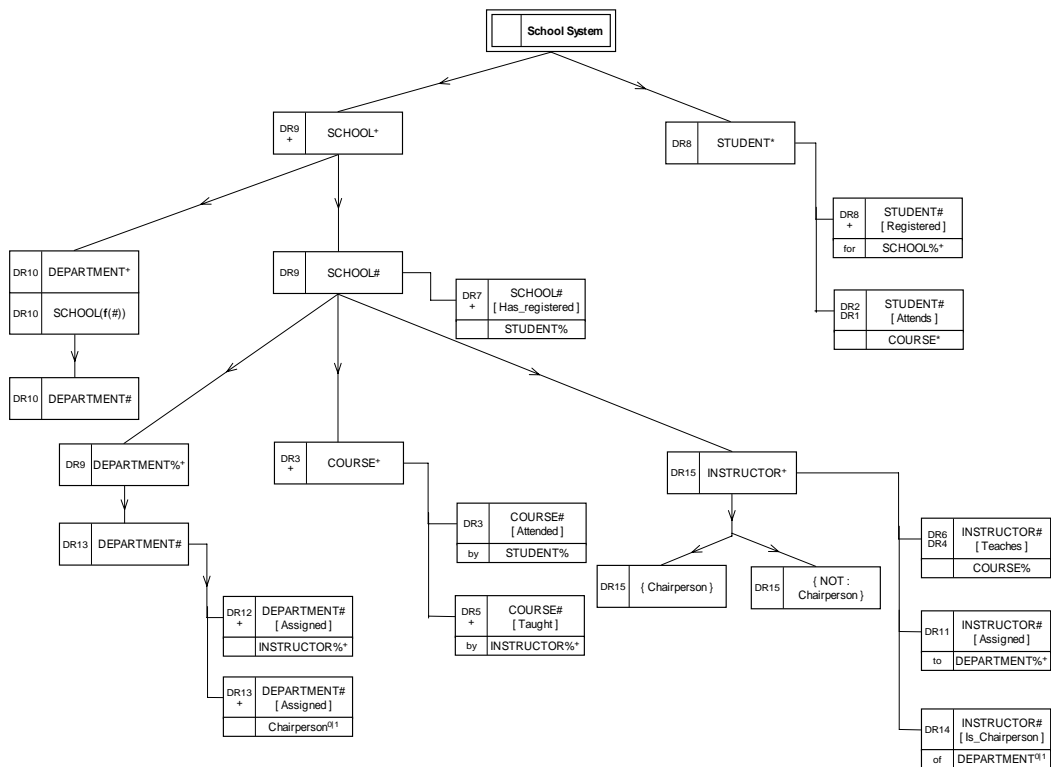 School System
DR9
+
SCHOOL⁺
DR8
STUDENT*
DR8
+
STUDENT#
[ Registered ]
for
SCHOOL%⁺
DR10
DEPARTMENT⁺
DR10
SCHOOL(f(#))
DR9
SCHOOL#
DR7
+
SCHOOL#
[ Has_registered ]
STUDENT%
DR2
DR1
STUDENT#
[ Attends ]
COURSE*
DR10
DEPARTMENT#
DR9
DEPARTMENT%⁺
DR3
+
COURSE⁺
DR15
INSTRUCTOR⁺
DR13
DEPARTMENT#
DR3
COURSE#
[ Attended ]
by
STUDENT%
DR6
DR4
INSTRUCTOR#
[ Teaches ]
COURSE%
DR15
{ Chairperson }
DR15
{ NOT :
Chairperson }
DR12
+
DEPARTMENT#
[ Assigned ]
INSTRUCTOR%⁺
DR5
+
COURSE#
[ Taught ]
by
INSTRUCTOR%⁺
DR11
INSTRUCTOR#
[ Assigned ]
to
DEPARTMENT%⁺
DR13
+
DEPARTMENT#
[ Assigned ]
Chairperson⁰|¹
DR14
INSTRUCTOR#
[ Is_Chairperson ]
of
DEPARTMENT⁰|¹